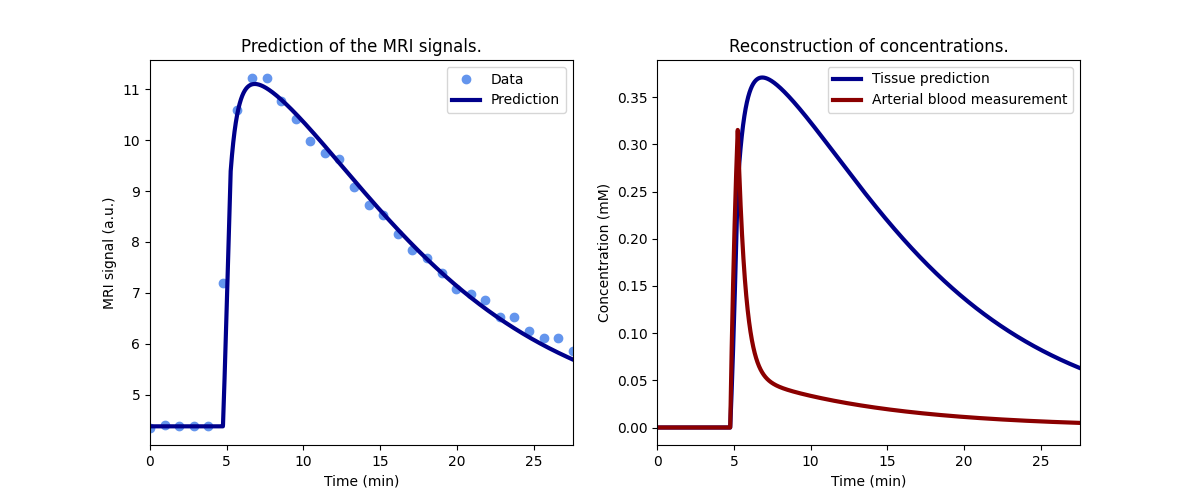 Prediction of the MRI signals.
MRI signal (a.u.)
11
10
9
8
7
6
5
0
5
10
15
20
25
Time (min)
Data
Prediction
Reconstruction of concentrations.
Concentration (mM)
0.35
0.30
0.25
0.20
0.15
0.10
0.05
0.00
0
5
10
15
20
25
Time (min)
Tissue prediction
Arterial blood measurement